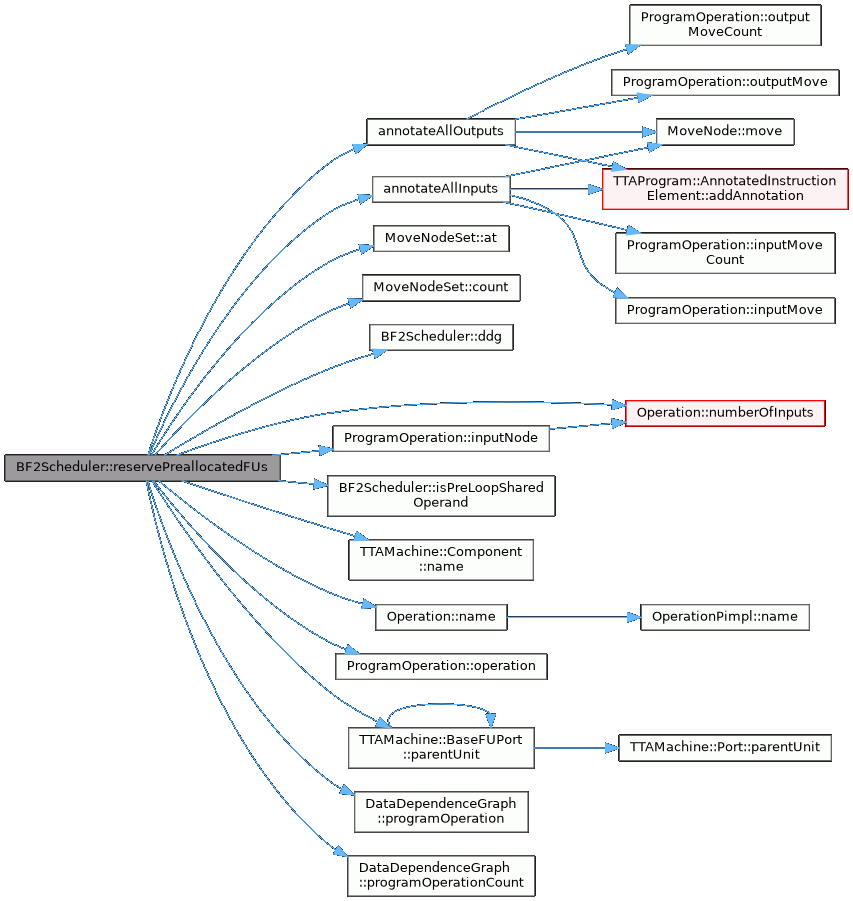 ProgramOperation::output
MoveCount
ProgramOperation::outputMove
annotateAllOutputs
MoveNode::move
TTAProgram::AnnotatedInstruction
Element::addAnnotation
annotateAllInputs
MoveNodeSet::at
ProgramOperation::inputMove
Count
MoveNodeSet::count
ProgramOperation::inputMove
BF2Scheduler::ddg
Operation::numberOfInputs
ProgramOperation::inputNode
BF2Scheduler::reservePreallocatedFUs
BF2Scheduler::isPreLoopShared
Operand
TTAMachine::Component
::name
Operation::name
OperationPimpl::name
ProgramOperation::operation
TTAMachine::BaseFUPort
::parentUnit
TTAMachine::Port::parentUnit
DataDependenceGraph
::programOperation
DataDependenceGraph
::programOperationCount